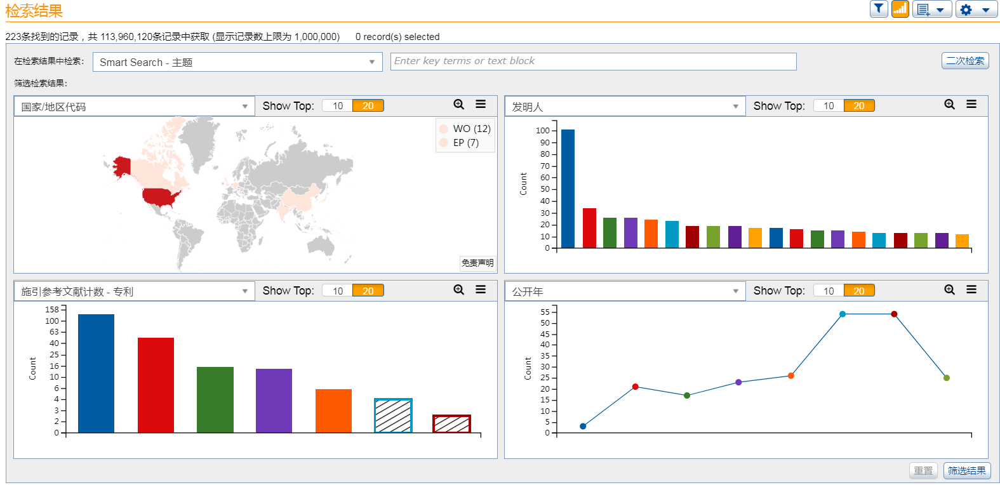 检索结果
223条找到的记录，共 113,960,120条记录中获取 (显示记录数上限为 1,000,000) 0 record(s) selected
在检索结果中检索： Smart Search - 主题 Enter key terms or text block 二次检索
筛选检索结果：
国家/地区代码 Show Top: 10 20
WO (12)
EP (7)
免责声明
发明人 Show Top: 10 20
Count
100
90
80
70
60
50
40
30
20
10
0
施引参考文献计数 - 专利 Show Top: 10 20
Count
158
100
63
40
25
16
10
6
4
3
2
0
公开年 Show Top: 10 20
Count
55
50
45
40
35
30
25
20
15
10
5
0
重置 筛选结果